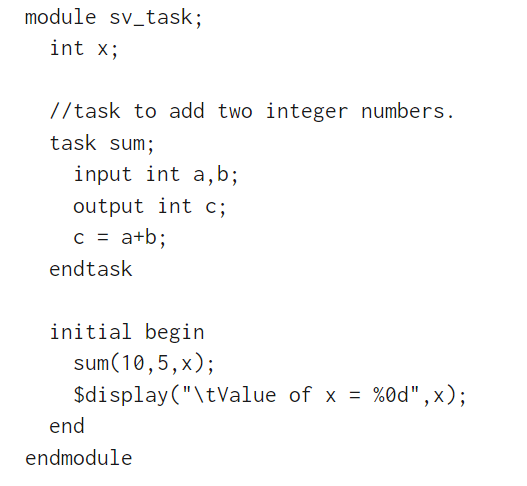 module sv_task;
  int x;

  //task to add two integer numbers.
  task sum;
    input int a,b;
    output int c;
    c = a+b;
  endtask

  initial begin
    sum(10,5,x);
    $display("\tValue of x = %0d",x);
  end
endmodule